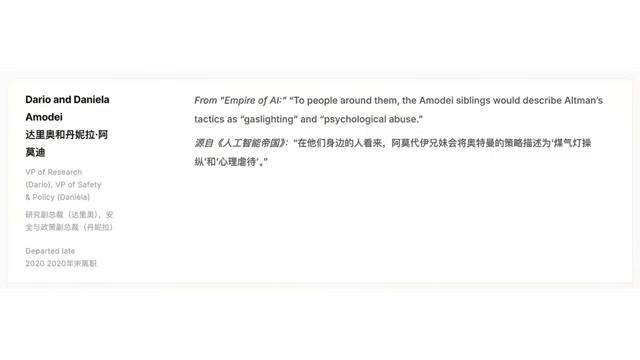 Dario and Daniela
Amodei
达里奥和丹妮拉·阿
莫迪
VP of Research
(Dario), VP of Safety
& Policy (Daniela)
研究副总裁（达里奥），安
全与政策副总裁（丹妮拉）
Departed late
2020 2020年末离职
From "Empire of AI:" “To people around them, the Amodei siblings would describe Altman’s
tactics as “gaslighting” and “psychological abuse.”
源自《人工智能帝国》：“在他们身边的人看来，阿莫代伊兄妹会将奥特曼的策略描述为‘煤气灯操
纵’和‘心理虐待’。”